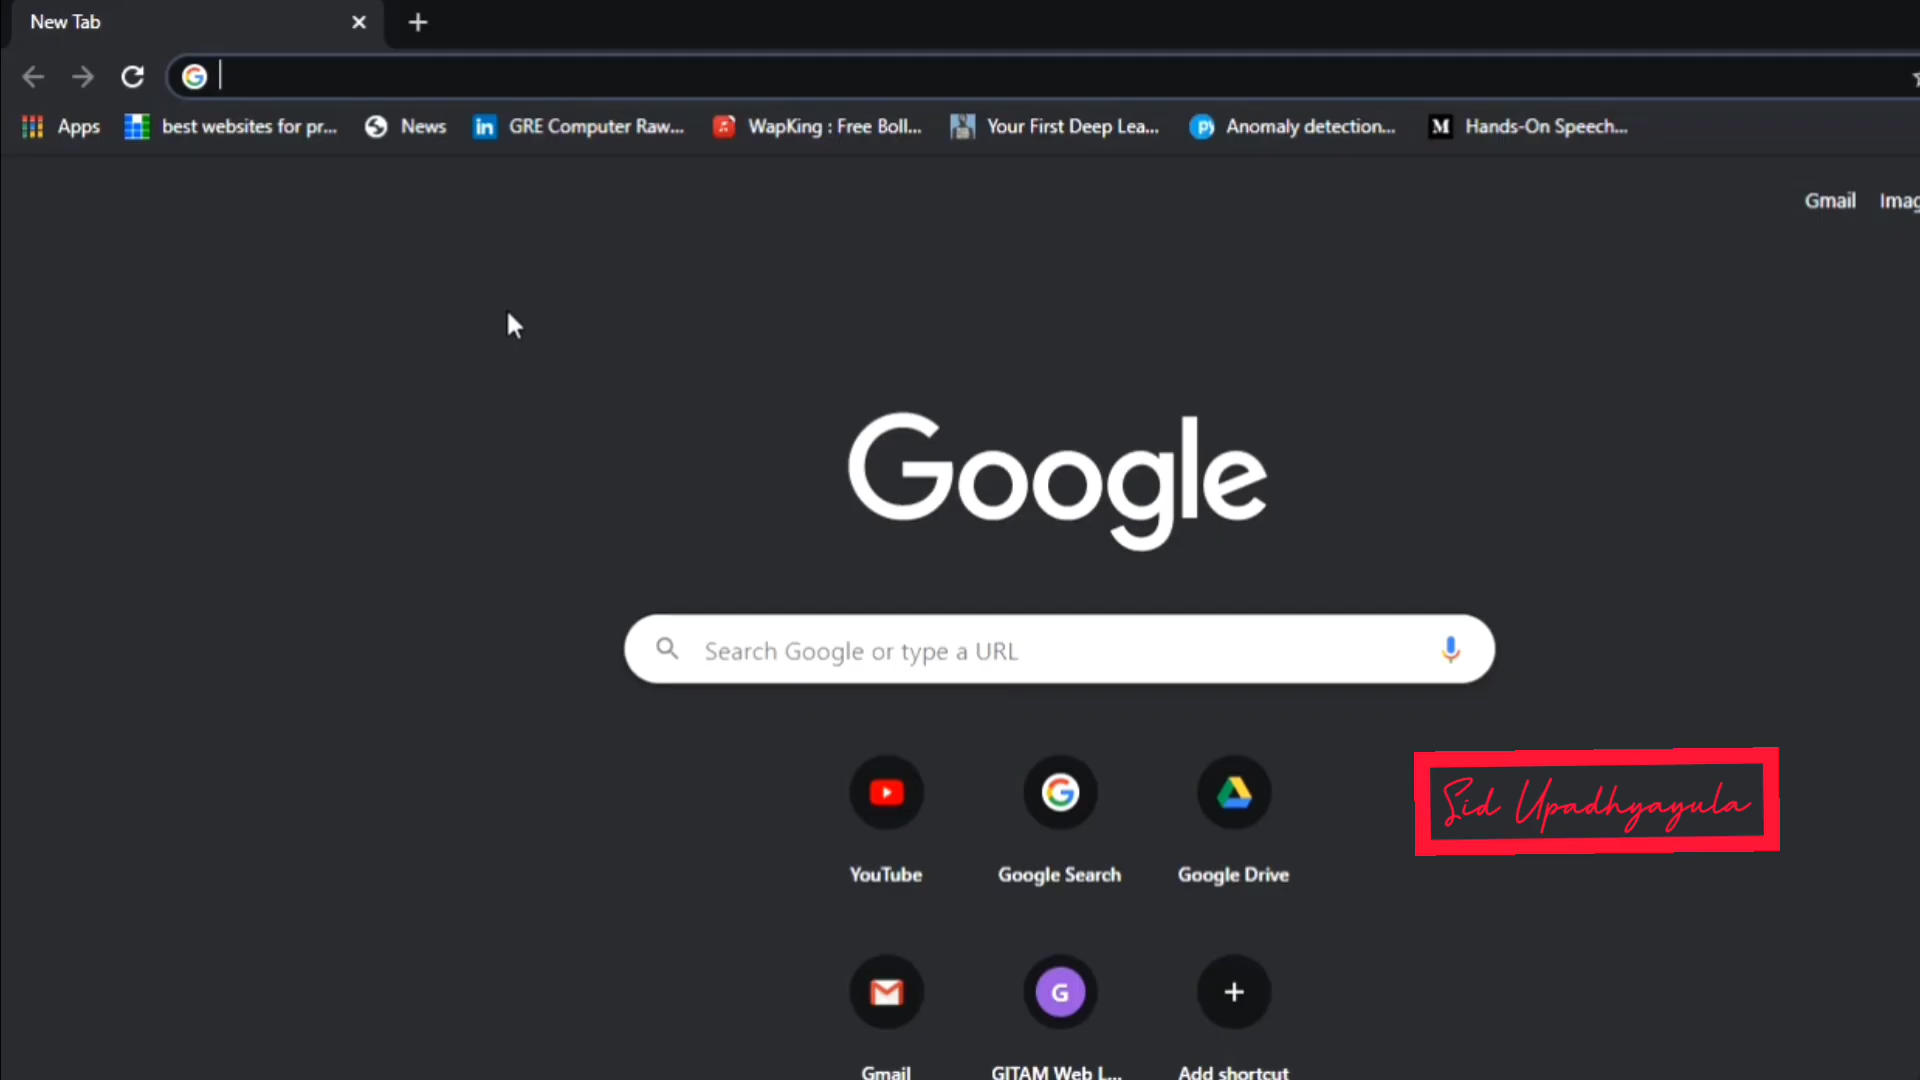 New Tab
Apps best websites for pr... News GRE Computer Raw... WapKing : Free Boll... Your First Deep Lea... Anomaly detection... Hands-On Speech...
Gmail Imag
Google
Search Google or type a URL
Sid Upadhyayula
YouTube Google Search Google Drive
G
Gmail GITAM Web L... Add shortcut